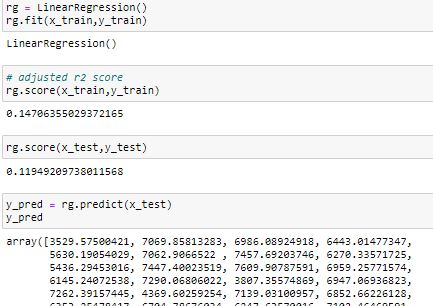 rg = LinearRegression()
rg.fit(x_train,y_train)
LinearRegression()
# adjusted r2 score
rg.score(x_train,y_train)
0.14706355029372165
rg.score(x_test,y_test)
0.11949209738011568
y_pred = rg.predict(x_test)
y_pred
array([3529.57500421, 7069.85813283, 6986.08924918, 6443.01477347,
5630.19054029, 7062.9066522 , 7457.69203746, 6270.33571725,
5436.29453016, 7447.40023519, 7609.90787591, 6959.25771574,
6145.24072538, 7290.06806022, 3807.35574869, 6947.06936823,
7262.39157445, 4369.60259254, 7139.03100957, 6852.66226128,